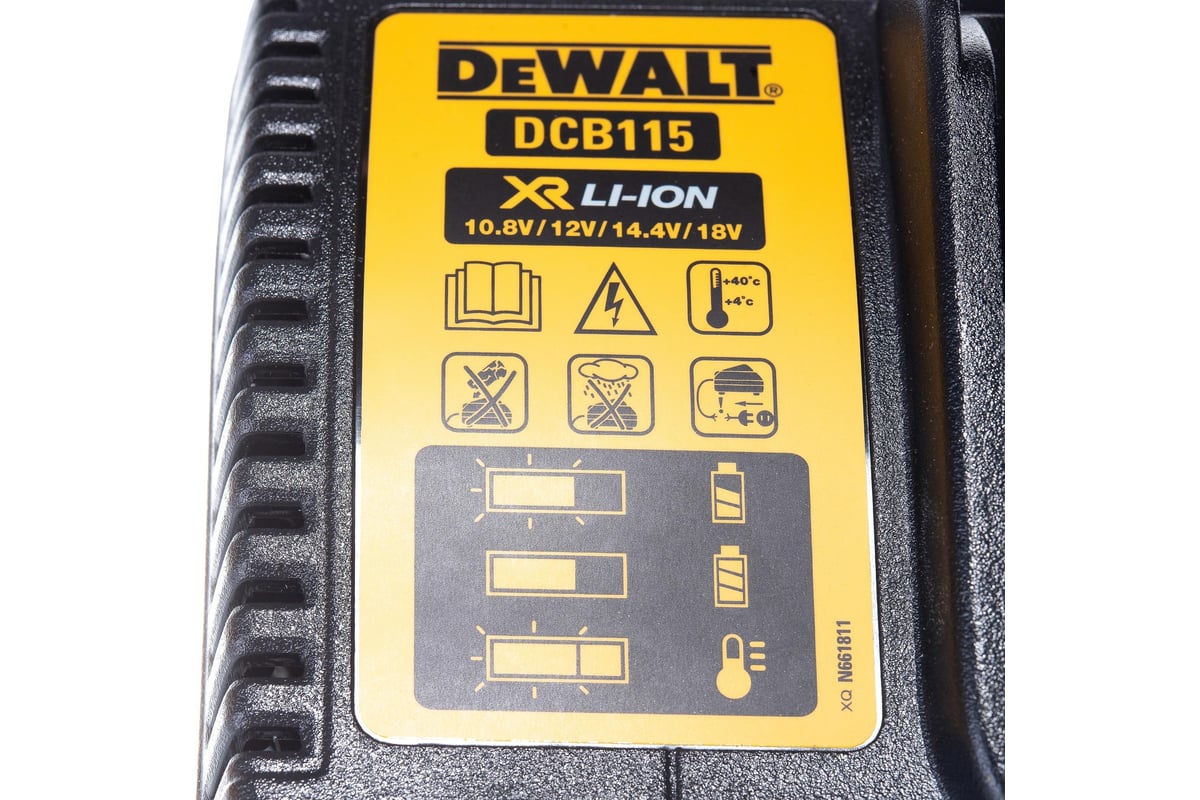 DEWALT®
DCB115
XR LI-ION
10.8V/12V/14.4V/18V
+40°c
+4°c
XQ N661811